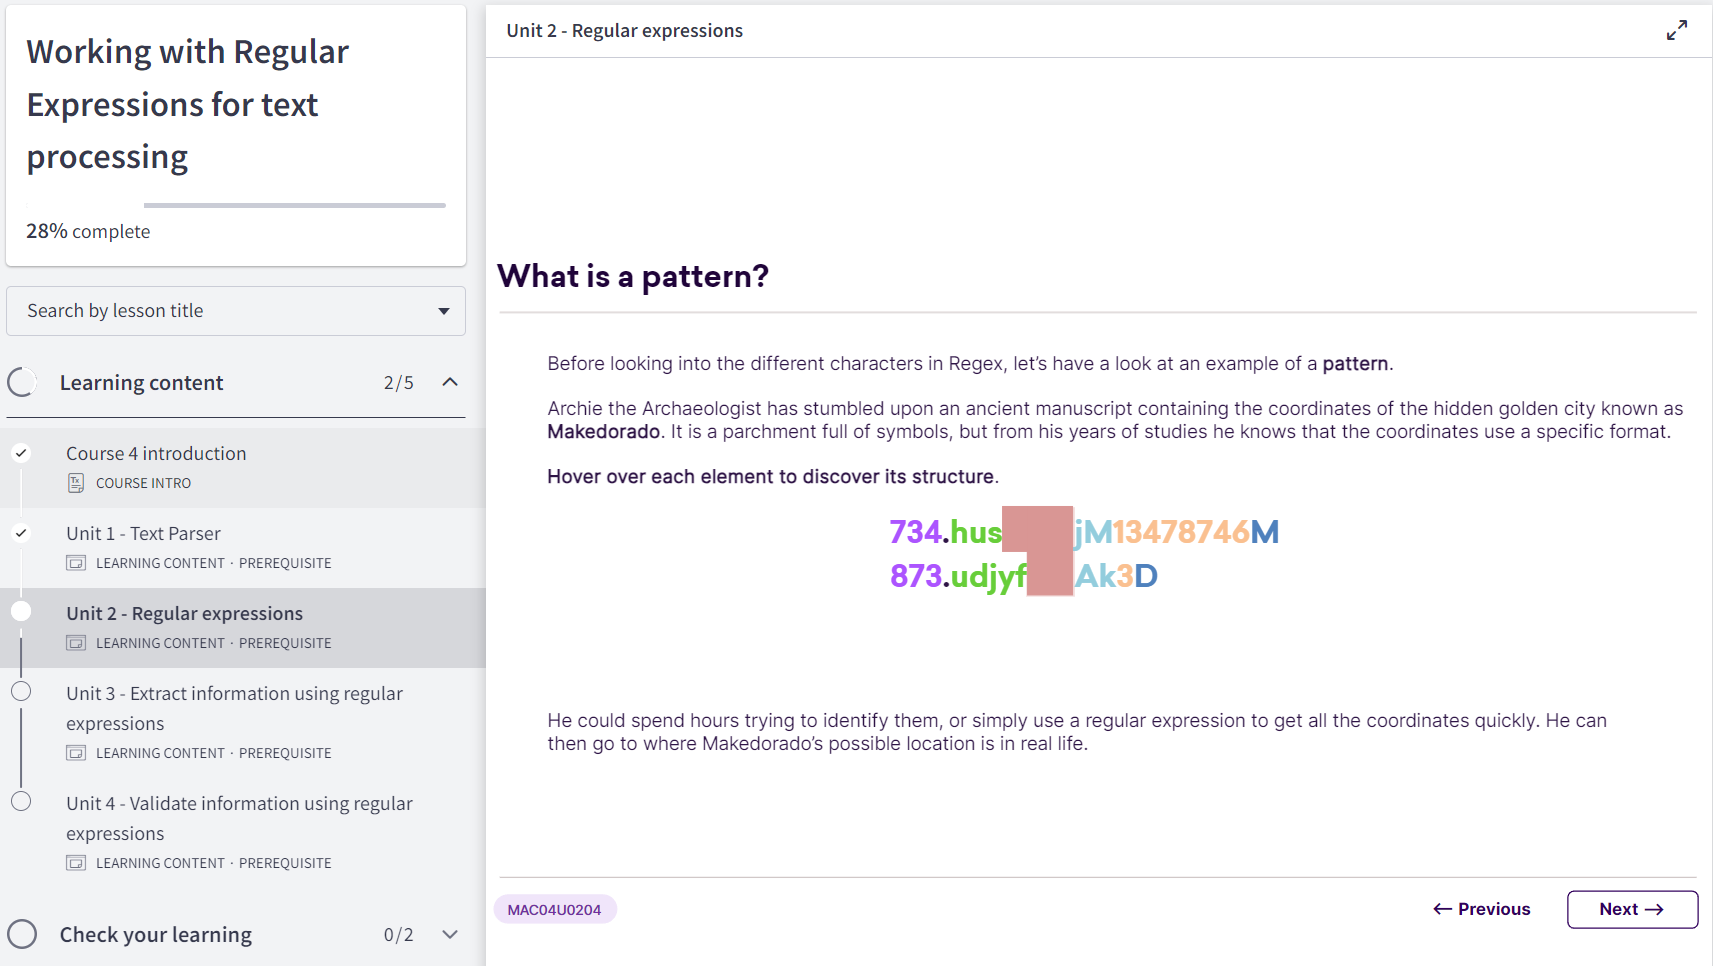 Working with Regular
Expressions for text
processing
28% complete
Search by lesson title
Learning content 2/5
Course 4 introduction
COURSE INTRO
Unit 1 - Text Parser
LEARNING CONTENT · PREREQUISITE
Unit 2 - Regular expressions
LEARNING CONTENT · PREREQUISITE
Unit 3 - Extract information using regular
expressions
LEARNING CONTENT · PREREQUISITE
Unit 4 - Validate information using regular
expressions
LEARNING CONTENT · PREREQUISITE
Check your learning 0/2
Unit 2 - Regular expressions
What is a pattern?
Before looking into the different characters in Regex, let's have a look at an example of a pattern.
Archie the Archaeologist has stumbled upon an ancient manuscript containing the coordinates of the hidden golden city known as
Makedorado. It is a parchment full of symbols, but from his years of studies he knows that the coordinates use a specific format.
Hover over each element to discover its structure.
734.hus jM13478746M
873.udjyf Ak3D
He could spend hours trying to identify them, or simply use a regular expression to get all the coordinates quickly. He can
then go to where Makedorado's possible location is in real life.
MAC04U0204
← Previous
Next →